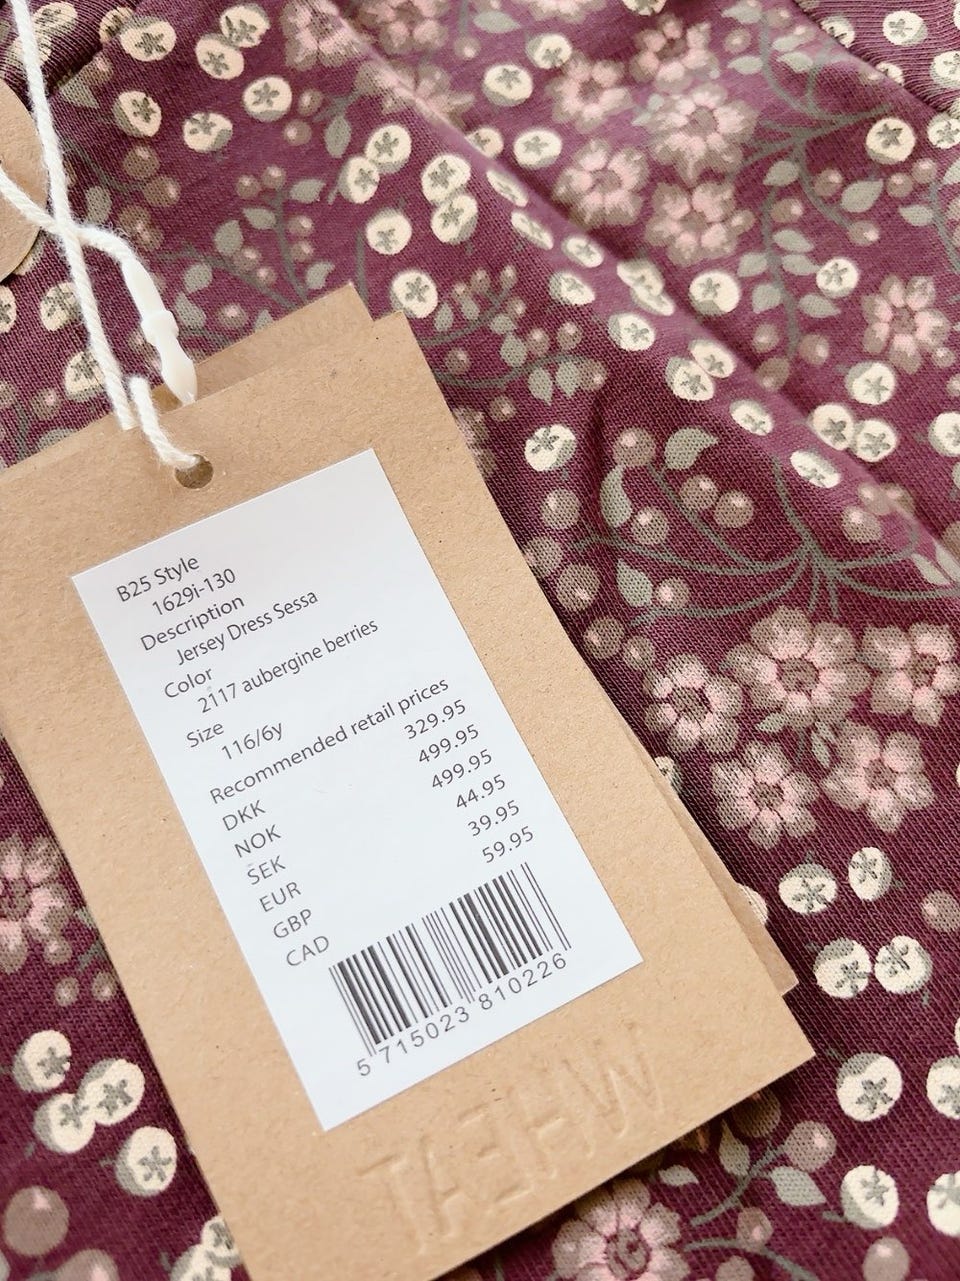 B25 Style
1629i-130
Description
Jersey Dress Sessa
Color
2117 aubergine berries
Size
116/6y
Recommended retail prices
DKK 329.95
NOK 499.95
SEK 499.95
EUR 44.95
GBP 39.95
CAD 59.95
5 715023 810226
WHEAT